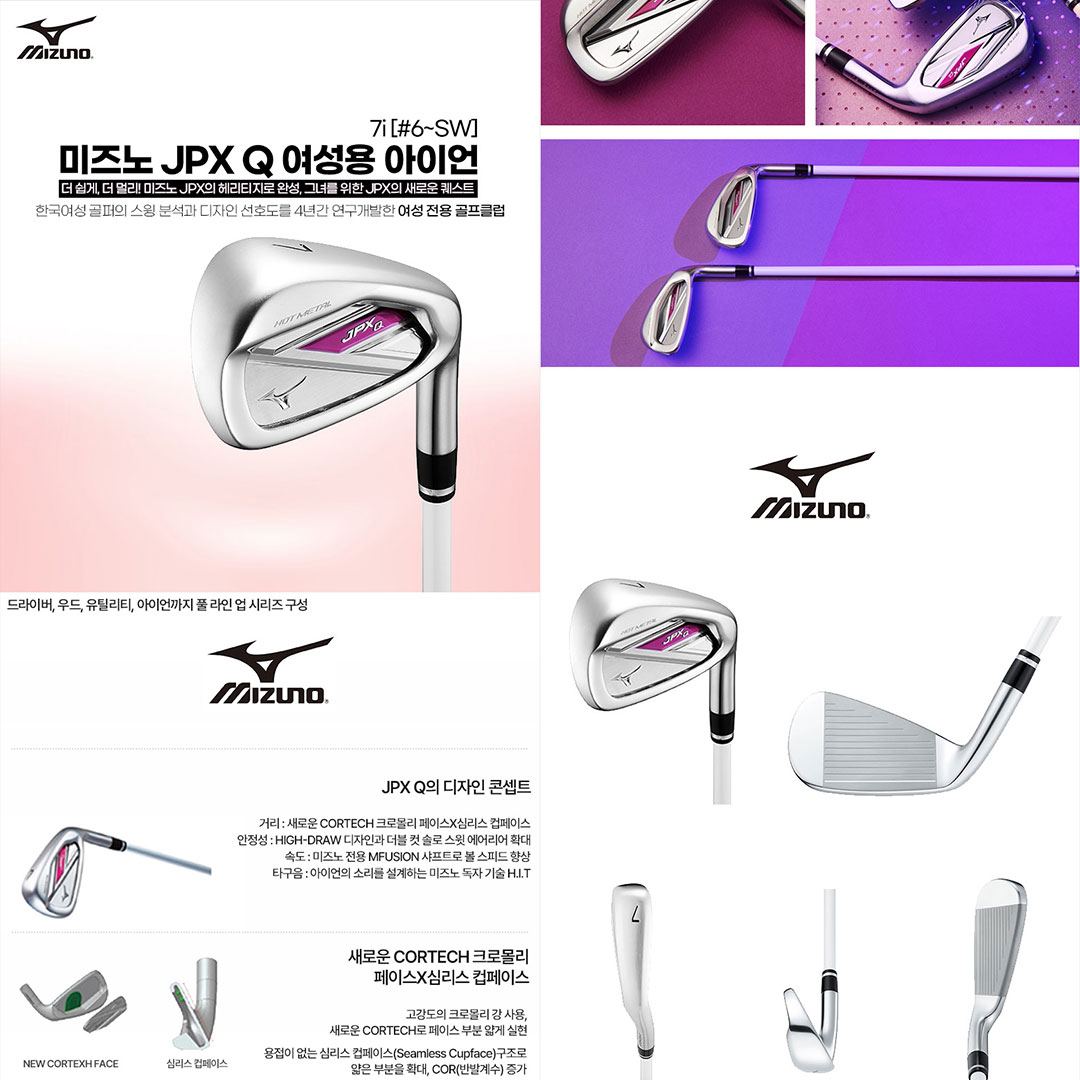 MIZUNO
7i [#6~SW]
미즈노 JPX Q 여성용 아이언
더 쉽게, 더 멀리! 미즈노 JPX의 헤리티지로 완성, 그녀를 위한 JPX의 새로운 퀘스트
한국여성 골퍼의 스윙 분석과 디자인 선호도를 4년간 연구개발한 여성 전용 골프클럽
7
HOT METAL
JPX Q
드라이버, 우드, 유틸리티, 아이언까지 풀 라인 업 시리즈 구성
MIZUNO
JPX Q의 디자인 콘셉트
거리 : 새로운 CORTECH 크로몰리 페이스X심리스 컵페이스
안정성 : HIGH-DRAW 디자인과 더블 컷 솔로 스윗 에어리어 확대
속도 : 미즈노 전용 MFUSION 샤프트로 볼 스피드 향상
타구음 : 아이언의 소리를 설계하는 미즈노 독자 기술 H.I.T
새로운 CORTECH 크로몰리
페이스X심리스 컵페이스
고강도의 크로몰리 강 사용,
새로운 CORTECH로 페이스 부분 얇게 실현
용접이 없는 심리스 컵페이스(Seamless Cupface)구조로
얇은 부분을 확대, COR(반발계수) 증가
NEW CORTEXH FACE
심리스 컵페이스
JPX Q
MIZUNO
7
HOT METAL
JPX Q
7